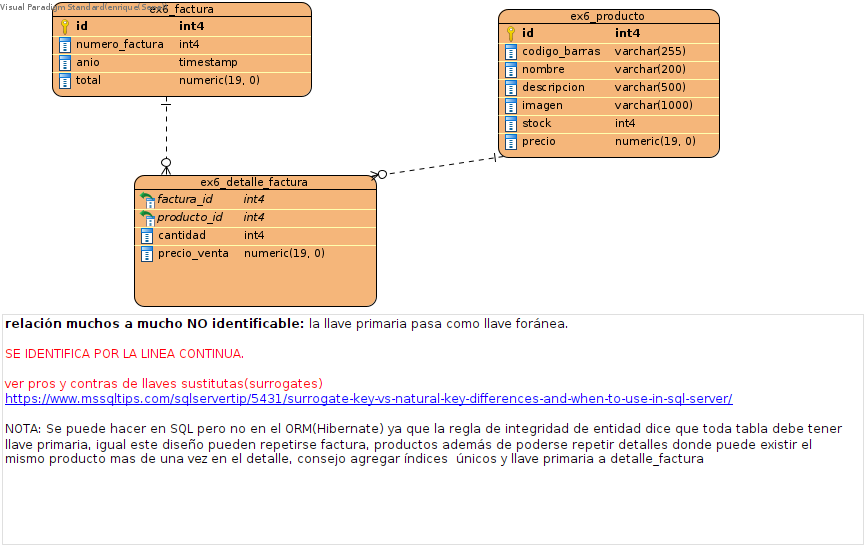 Visual Paradigm Standard
ex6_factura
id int4
numero_factura int4
anio timestamp
total numeric(19, 0)
ex6_producto
id int4
codigo_barras varchar(255)
nombre varchar(200)
descripcion varchar(500)
imagen varchar(1000)
stock int4
precio numeric(19, 0)
ex6_detalle_factura
factura_id int4
producto_id int4
cantidad int4
precio_venta numeric(19, 0)
relación muchos a mucho NO identificable: la llave primaria pasa como llave foránea.
SE IDENTIFICA POR LA LINEA CONTINUA.
ver pros y contras de llaves sustitutas(surrogates)
https://www.mssqltips.com/sqlservertip/5431/surrogate-key-vs-natural-key-differences-and-when-to-use-in-sql-server/
NOTA: Se puede hacer en SQL pero no en el ORM(Hibernate) ya que la regla de integridad de entidad dice que toda tabla debe tener
llave primaria, igual este diseño pueden repetirse factura, productos además de poderse repetir detalles donde puede existir el
mismo producto mas de una vez en el detalle, consejo agregar índices únicos y llave primaria a detalle_factura